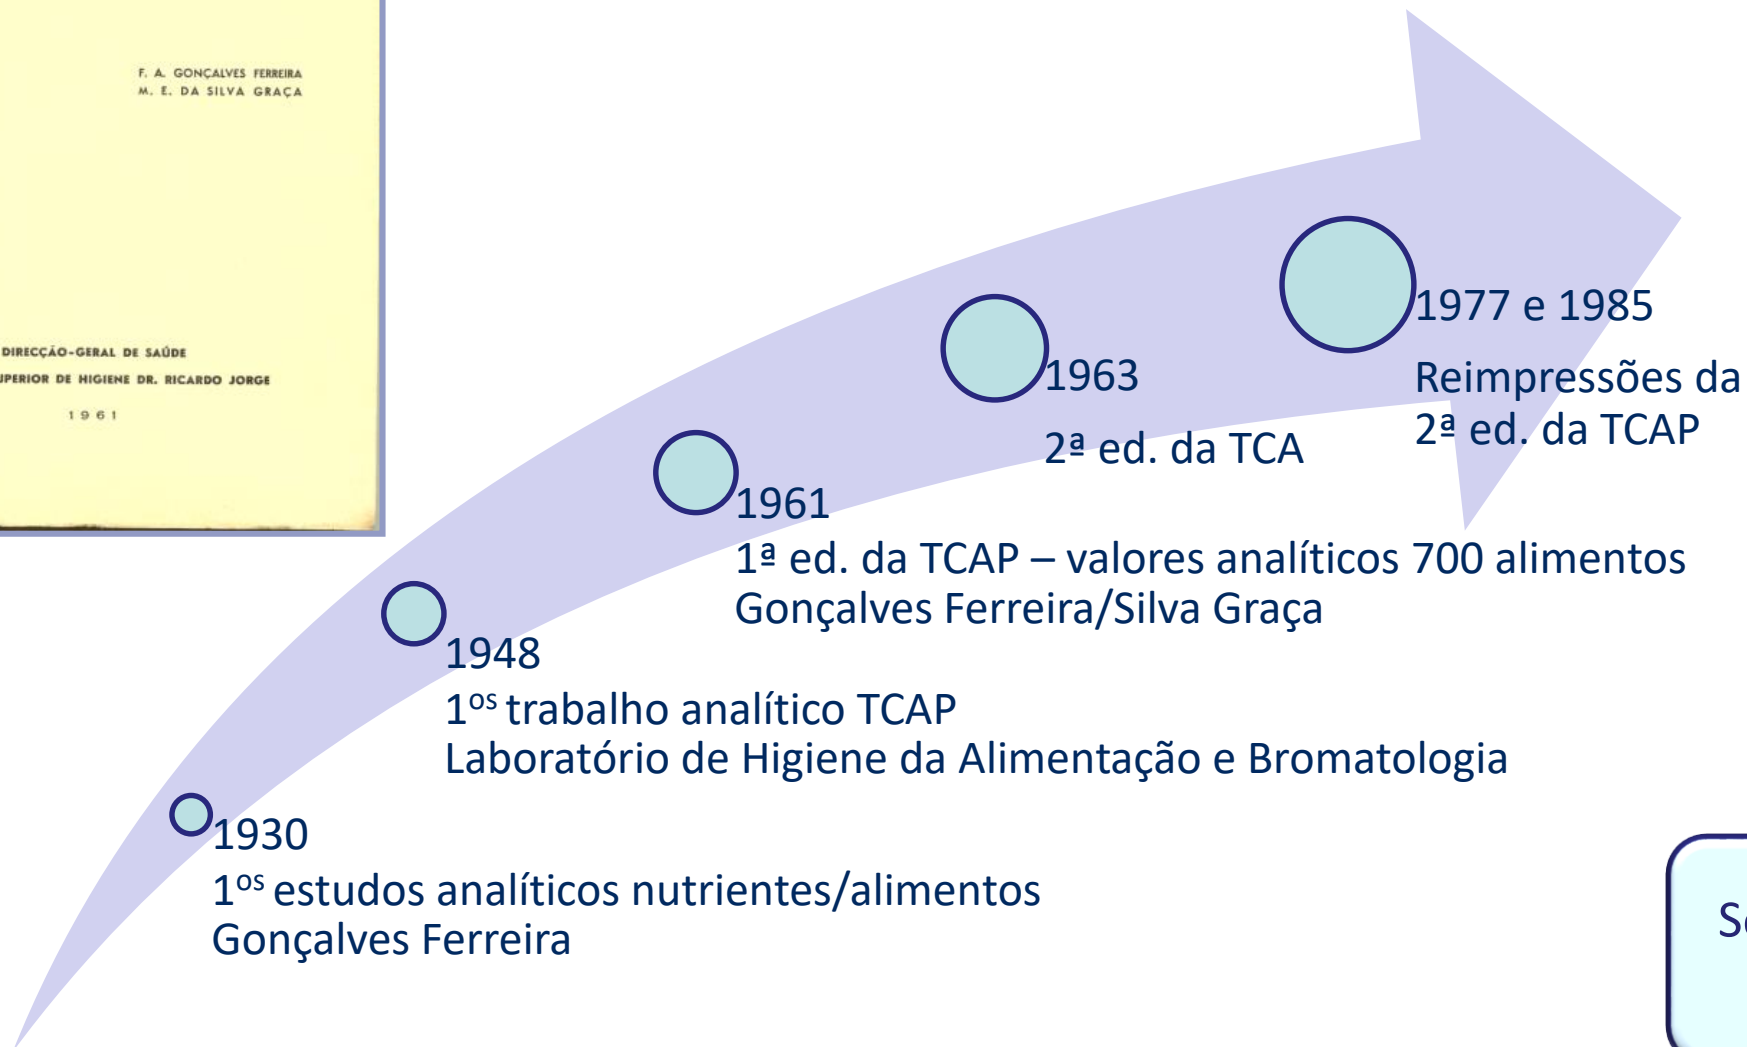 F. A. GONÇALVES FERREIRA
M. E. DA SILVA GRAÇA
DIRECÇÃO-GERAL DE SAÚDE
DE HIGIENE DR. RICARDO JORGE
1961
1977 e 1985
Reimpressões da
2ª ed. da TCAP
1963
2ª ed. da TCA
1961
1ª ed. da TCAP – valores analíticos 700 alimentos
Gonçalves Ferreira/Silva Graça
1948
1os trabalho analítico TCAP
Laboratório de Higiene da Alimentação e Bromatologia
1930
1os estudos analíticos nutrientes/alimentos
Gonçalves Ferreira